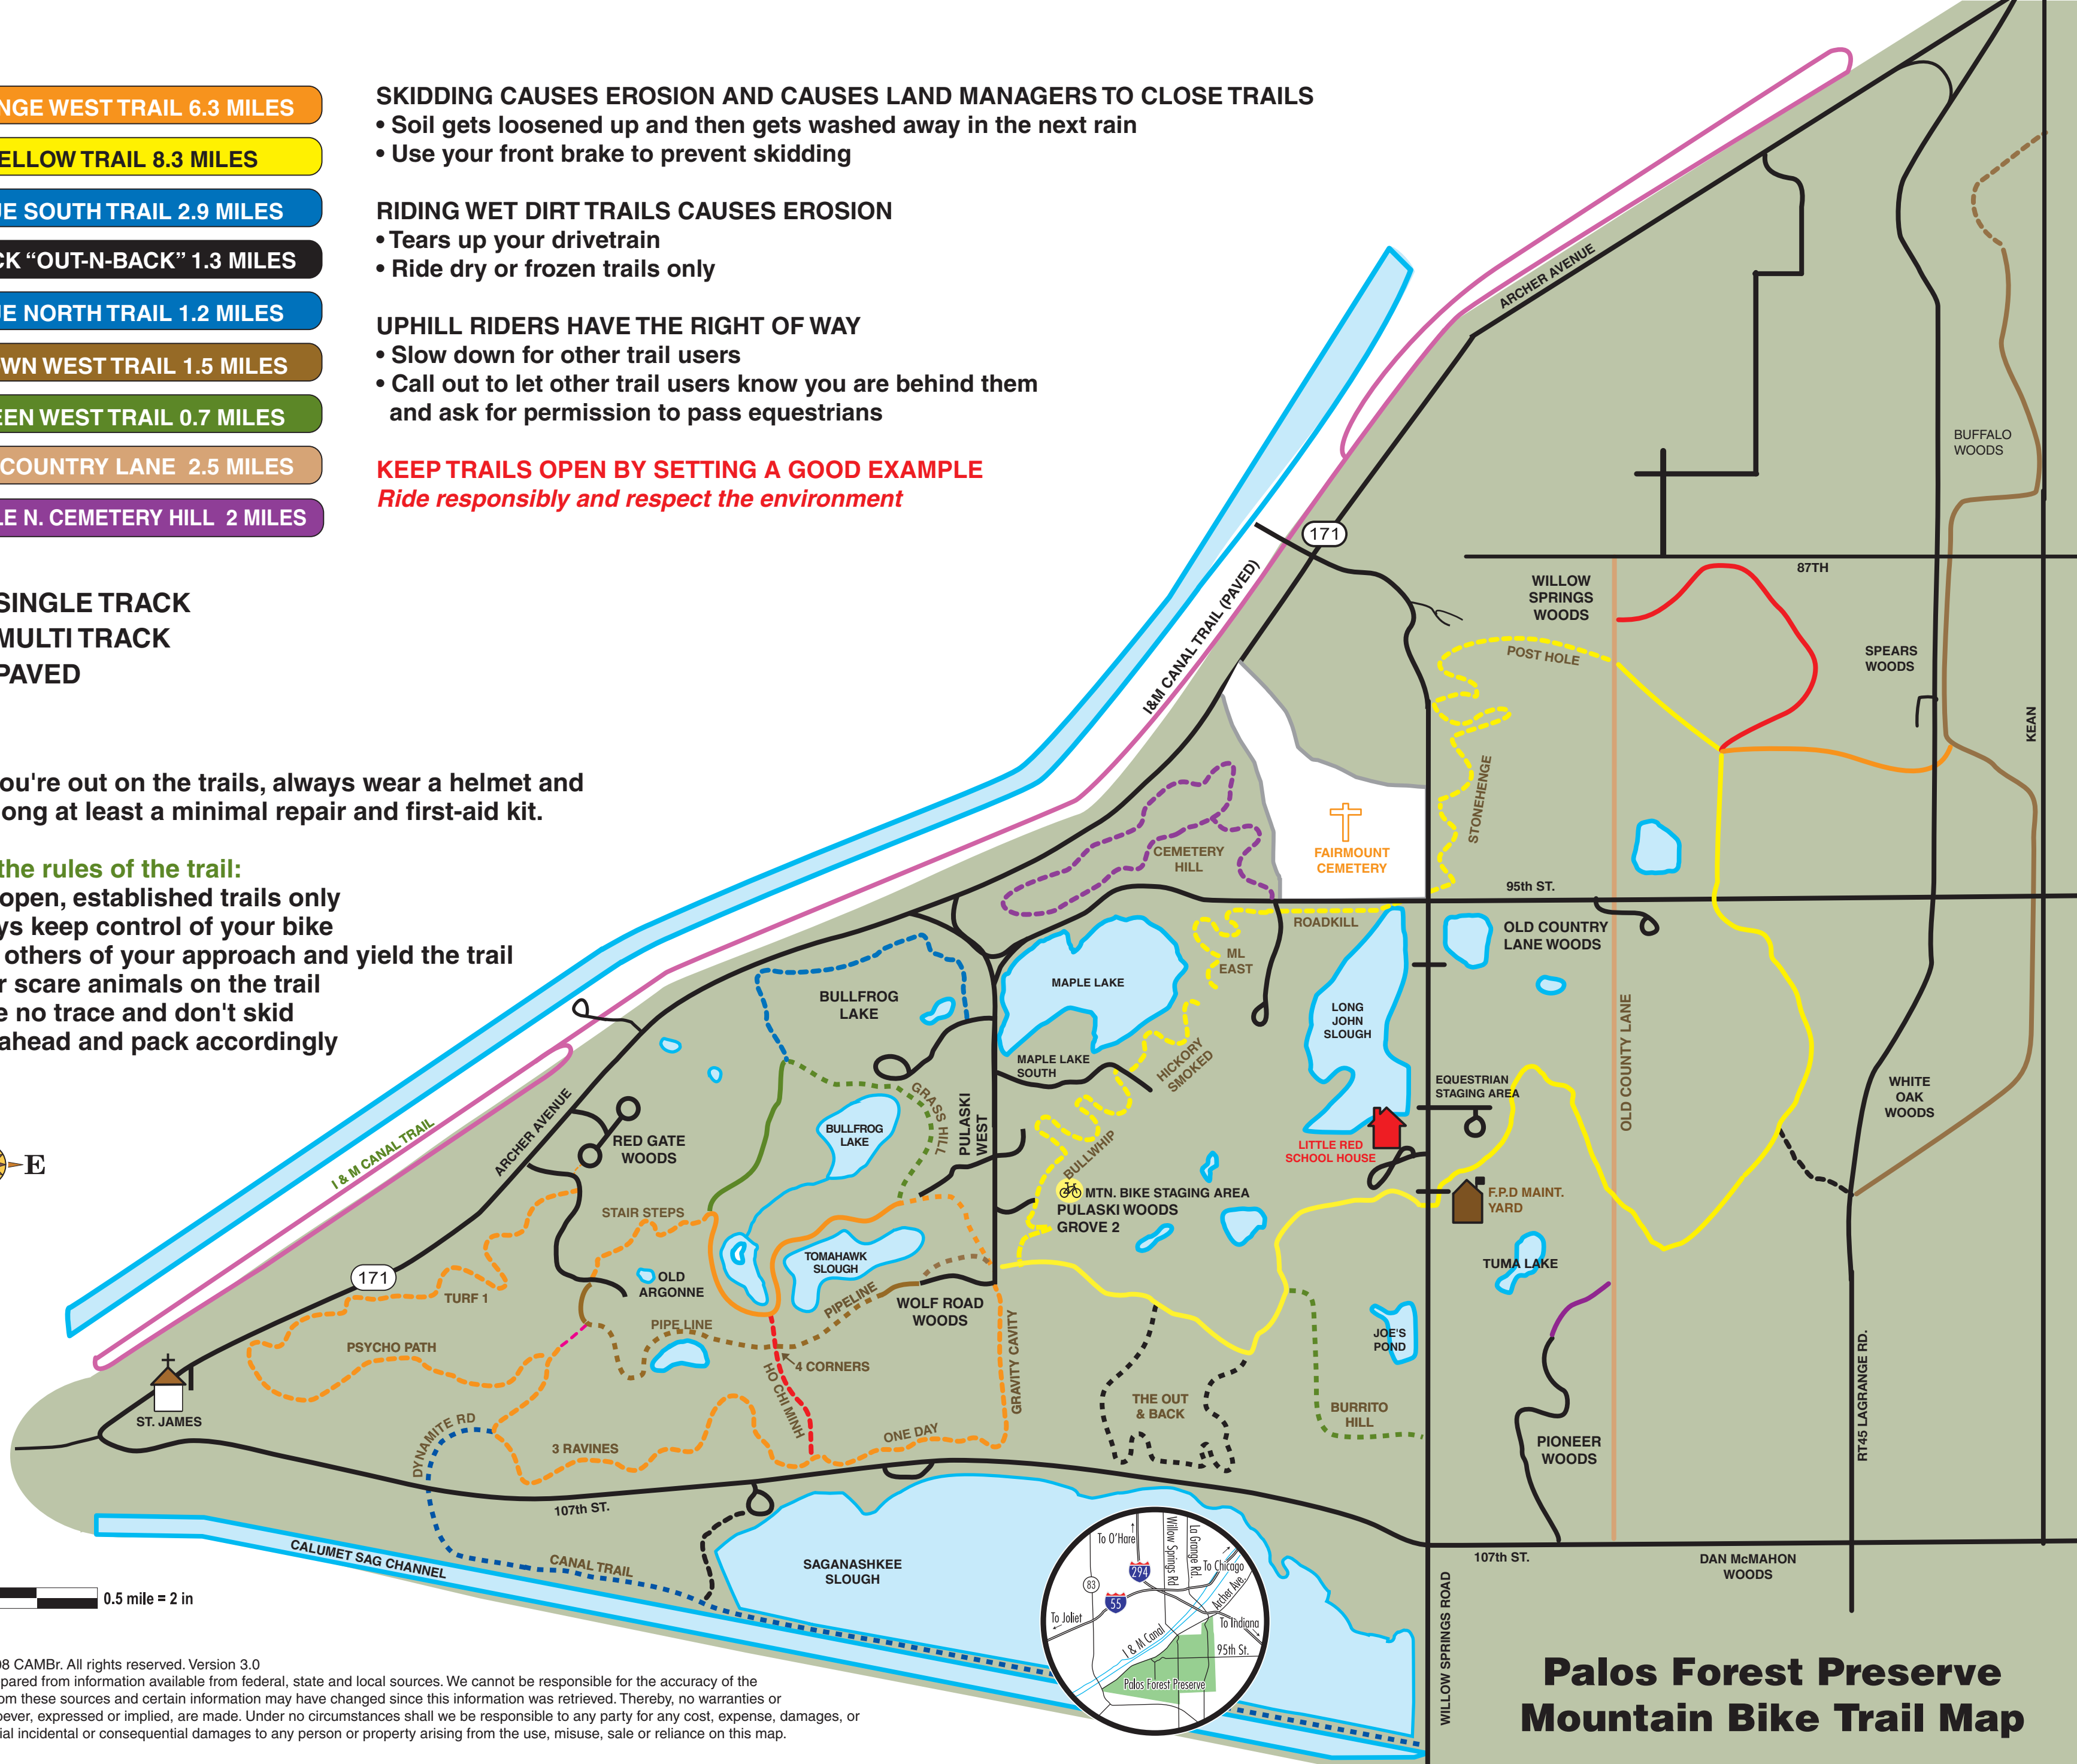 NGE WEST TRAIL 6.3 MILES
ELLOW TRAIL 8.3 MILES
UE SOUTH TRAIL 2.9 MILES
CK “OUT-N-BACK” 1.3 MILES
UE NORTH TRAIL 1.2 MILES
OWN WEST TRAIL 1.5 MILES
EEN WEST TRAIL 0.7 MILES
COUNTRY LANE 2.5 MILES
LE N. CEMETERY HILL 2 MILES
SINGLE TRACK
MULTI TRACK
PAVED
SKIDDING CAUSES EROSION AND CAUSES LAND MANAGERS TO CLOSE TRAILS
• Soil gets loosened up and then gets washed away in the next rain
• Use your front brake to prevent skidding
RIDING WET DIRT TRAILS CAUSES EROSION
• Tears up your drivetrain
• Ride dry or frozen trails only
UPHILL RIDERS HAVE THE RIGHT OF WAY
• Slow down for other trail users
• Call out to let other trail users know you are behind them
and ask for permission to pass equestrians
KEEP TRAILS OPEN BY SETTING A GOOD EXAMPLE
Ride responsibly and respect the environment
ou're out on the trails, always wear a helmet and
ong at least a minimal repair and first-aid kit.
the rules of the trail:
open, established trails only
ys keep control of your bike
others of your approach and yield the trail
r scare animals on the trail
e no trace and don't skid
ahead and pack accordingly
E
ARCHER AVENUE
BUFFALO
WOODS
171
87TH
I&M CANAL TRAIL (PAVED)
WILLOW
SPRINGS
WOODS
POST HOLE
SPEARS
WOODS
KEAN
STONEHENGE
CEMETERY
HILL
FAIRMOUNT
CEMETERY
95th ST.
ROADKILL
OLD COUNTRY
LANE WOODS
ML
EAST
MAPLE LAKE
BULLFROG
LAKE
LONG
JOHN
SLOUGH
OLD COUNTY LANE
MAPLE LAKE
SOUTH
HICKORY
SMOKED
EQUESTRIAN
STAGING AREA
WHITE
OAK
WOODS
GRASS HILL
PULASKI
WEST
BULLFROG
LAKE
ARCHER AVENUE
I & M CANAL TRAIL
RED GATE
WOODS
BULLWHIP
LITTLE RED
SCHOOL HOUSE
MTN. BIKE STAGING AREA
PULASKI WOODS
GROVE 2
F.P.D MAINT.
YARD
STAIR STEPS
TOMAHAWK
SLOUGH
TUMA LAKE
171
TURF 1
OLD
ARGONNE
PIPELINE
WOLF ROAD
WOODS
PIPE LINE
PSYCHO PATH
4 CORNERS
HO CHI MINH
GRAVITY CAVITY
JOE'S
POND
RT45 LAGRANGE RD.
ST. JAMES
THE OUT
& BACK
BURRITO
HILL
DYNAMITE RD
3 RAVINES
ONE DAY
PIONEER
WOODS
107th ST.
CALUMET SAG CHANNEL
CANAL TRAIL
SAGANASHKEE
SLOUGH
107th ST.
DAN McMAHON
WOODS
WILLOW SPRINGS ROAD
To O'Hare
Willow Springs Rd
La Grange Rd.
To Chicago
294
83
55
Archer Ave.
To Joliet
To Indiana
I & M Canal
95th St.
Palos Forest Preserve
0.5 mile = 2 in
08 CAMBr. All rights reserved. Version 3.0
pared from information available from federal, state and local sources. We cannot be responsible for the accuracy of the
om these sources and certain information may have changed since this information was retrieved. Thereby, no warranties or
oever, expressed or implied, are made. Under no circumstances shall we be responsible to any party for any cost, expense, damages, or
ial incidental or consequential damages to any person or property arising from the use, misuse, sale or reliance on this map.
Palos Forest Preserve
Mountain Bike Trail Map